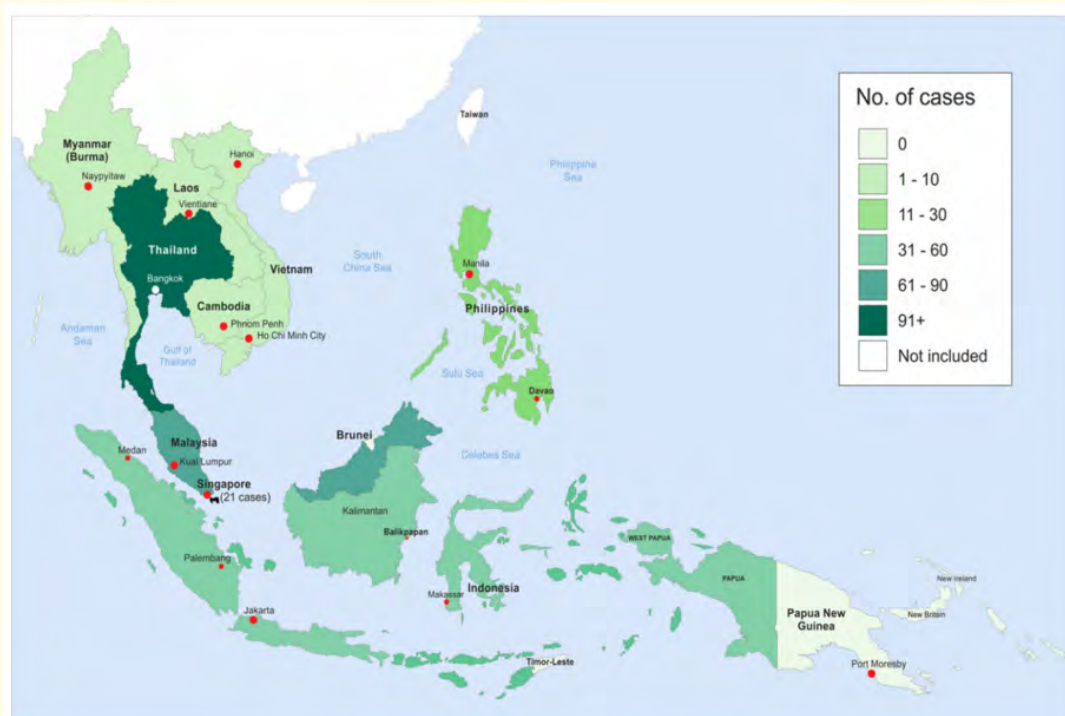 No. of cases
0
1 - 10
11 - 30
31 - 60
61 - 90
91+
Not included
Taiwan
Myanmar
(Burma)
Naypyitaw
Hanoi
Laos
Vientiane
Philippine
Sea
Thailand
Bangkok
South
China Sea
Vietnam
Manila
Cambodia
Philippines
Phnom Penh
Ho Chi Minh City
Andaman
Sea
Gulf of
Thailand
Sulu Sea
Davao
Brunei
Malaysia
Medan
Kual Lumpur
Celebes Sea
Singapore
(21 cases)
Kalimantan
Balikpapan
WEST PAPUA
Palembang
PAPUA
Makassar
Indonesia
New Ireland
Jakarta
Papua New
Guinea
New Britain
Timor-Leste
Port Moresby